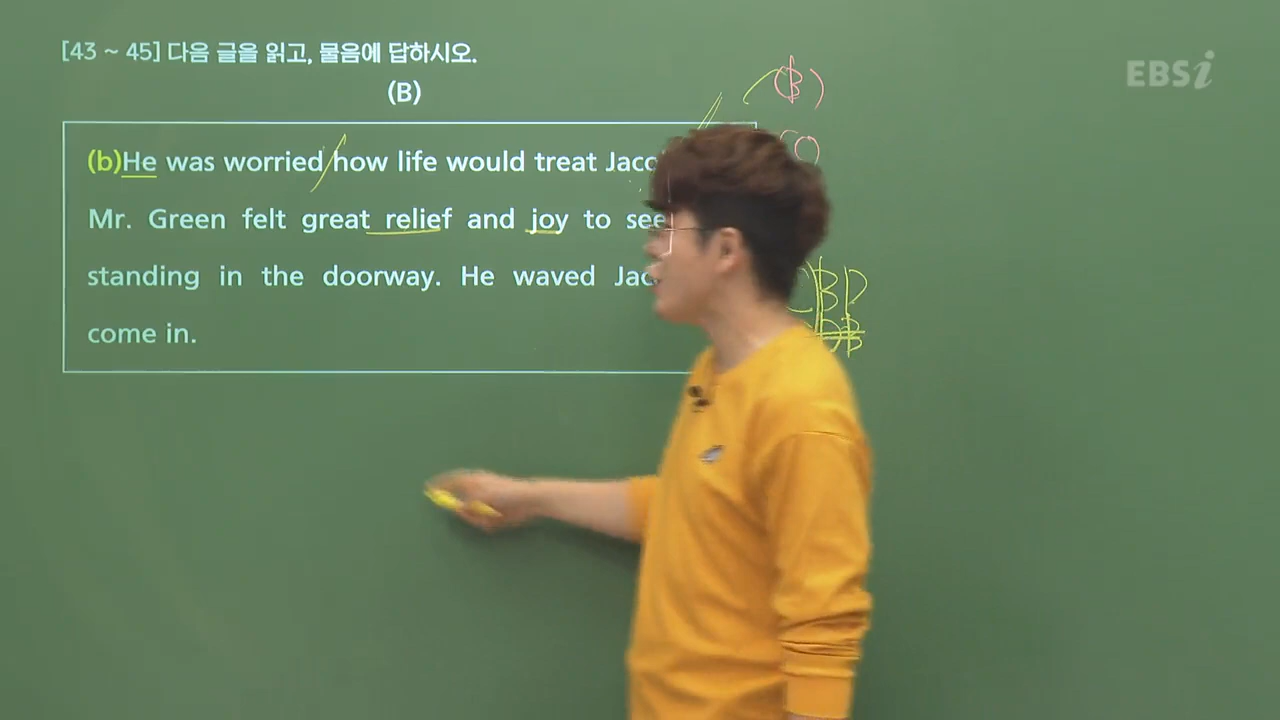 [43 ~ 45] 다음 글을 읽고, 물음에 답하시오.
EBSi
(B)
(B)
(b)He was worried how life would treat
Mr. Green felt great relief and joy to see
standing in the doorway. He waved
come in.